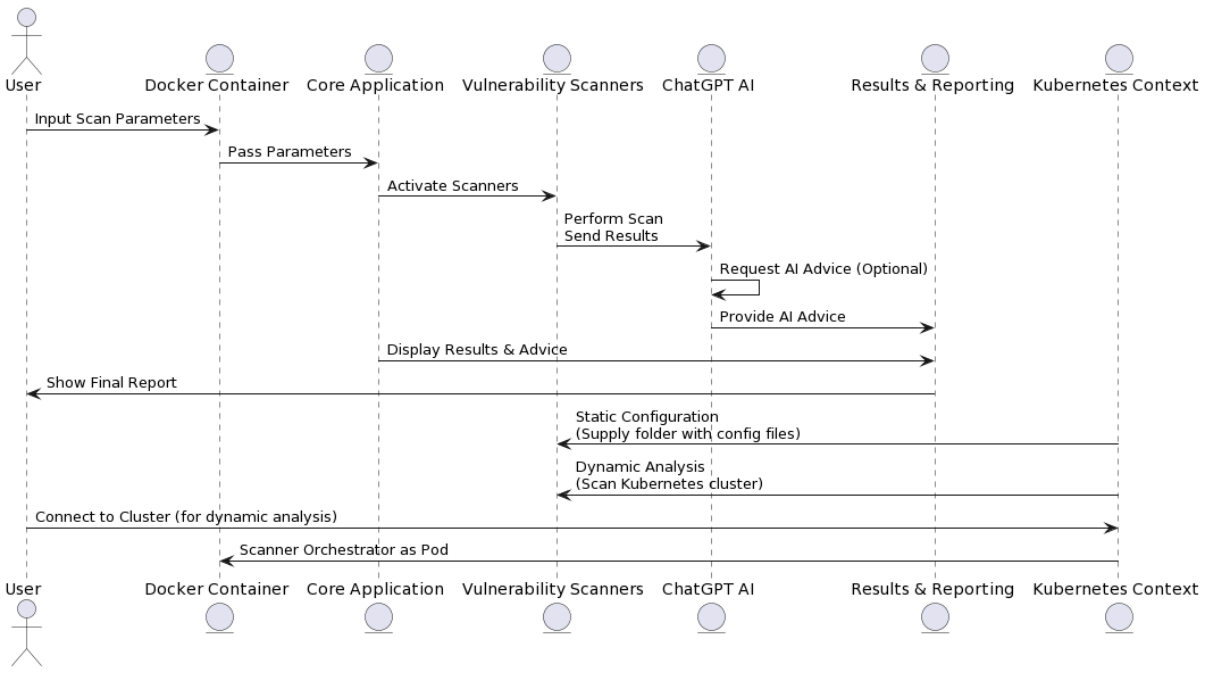 User
Docker Container
Core Application
Vulnerability Scanners
ChatGPT AI
Results & Reporting
Kubernetes Context
Input Scan Parameters
Pass Parameters
Activate Scanners
Perform Scan
Send Results
Request AI Advice (Optional)
Provide AI Advice
Display Results & Advice
Show Final Report
Static Configuration
(Supply folder with config files)
Dynamic Analysis
(Scan Kubernetes cluster)
Connect to Cluster (for dynamic analysis)
Scanner Orchestrator as Pod
User
Docker Container
Core Application
Vulnerability Scanners
ChatGPT AI
Results & Reporting
Kubernetes Context